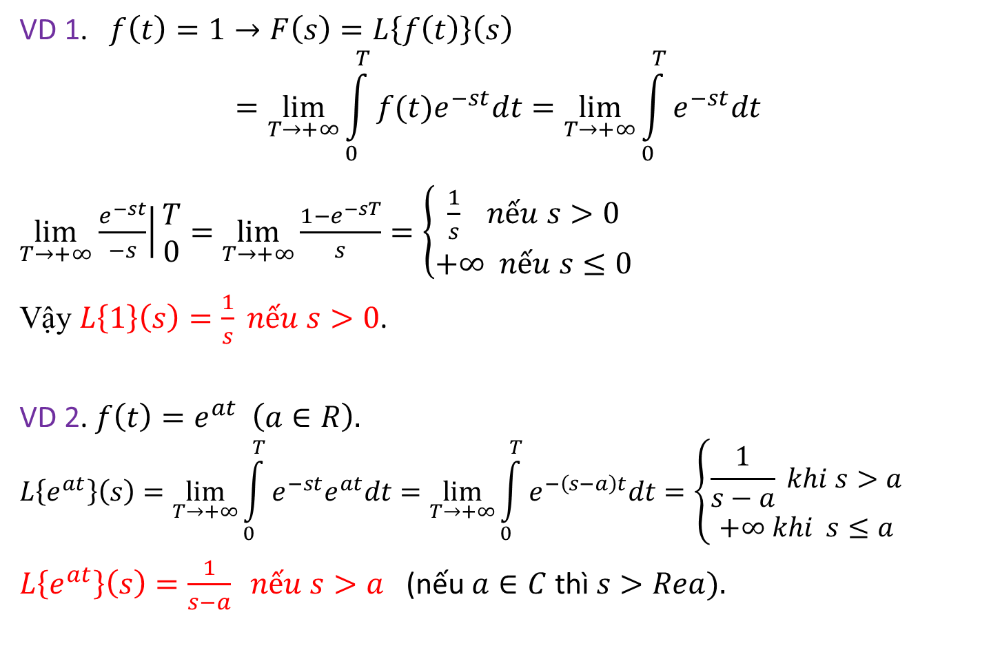 VD 1. f(t) = 1 → F(s) = L{f(t)}(s)
= lim_{T→+∞} ∫_0^T f(t)e^{−st}dt = lim_{T→+∞} ∫_0^T e^{−st}dt
lim_{T→+∞} e^{−st}/−s |_0^T = lim_{T→+∞} (1−e^{−sT})/s = { 1/s nếu s > 0
+∞ nếu s ≤ 0
Vậy L{1}(s) = 1/s nếu s > 0.
VD 2. f(t) = e^{at} (a ∈ R).
L{e^{at}}(s) = lim_{T→+∞} ∫_0^T e^{−st}e^{at}dt = lim_{T→+∞} ∫_0^T e^{−(s−a)t}dt = { 1/(s − a) khi s > a
+∞ khi s ≤ a
L{e^{at}}(s) = 1/(s−a) nếu s > a (nếu a ∈ C thì s > Rea).